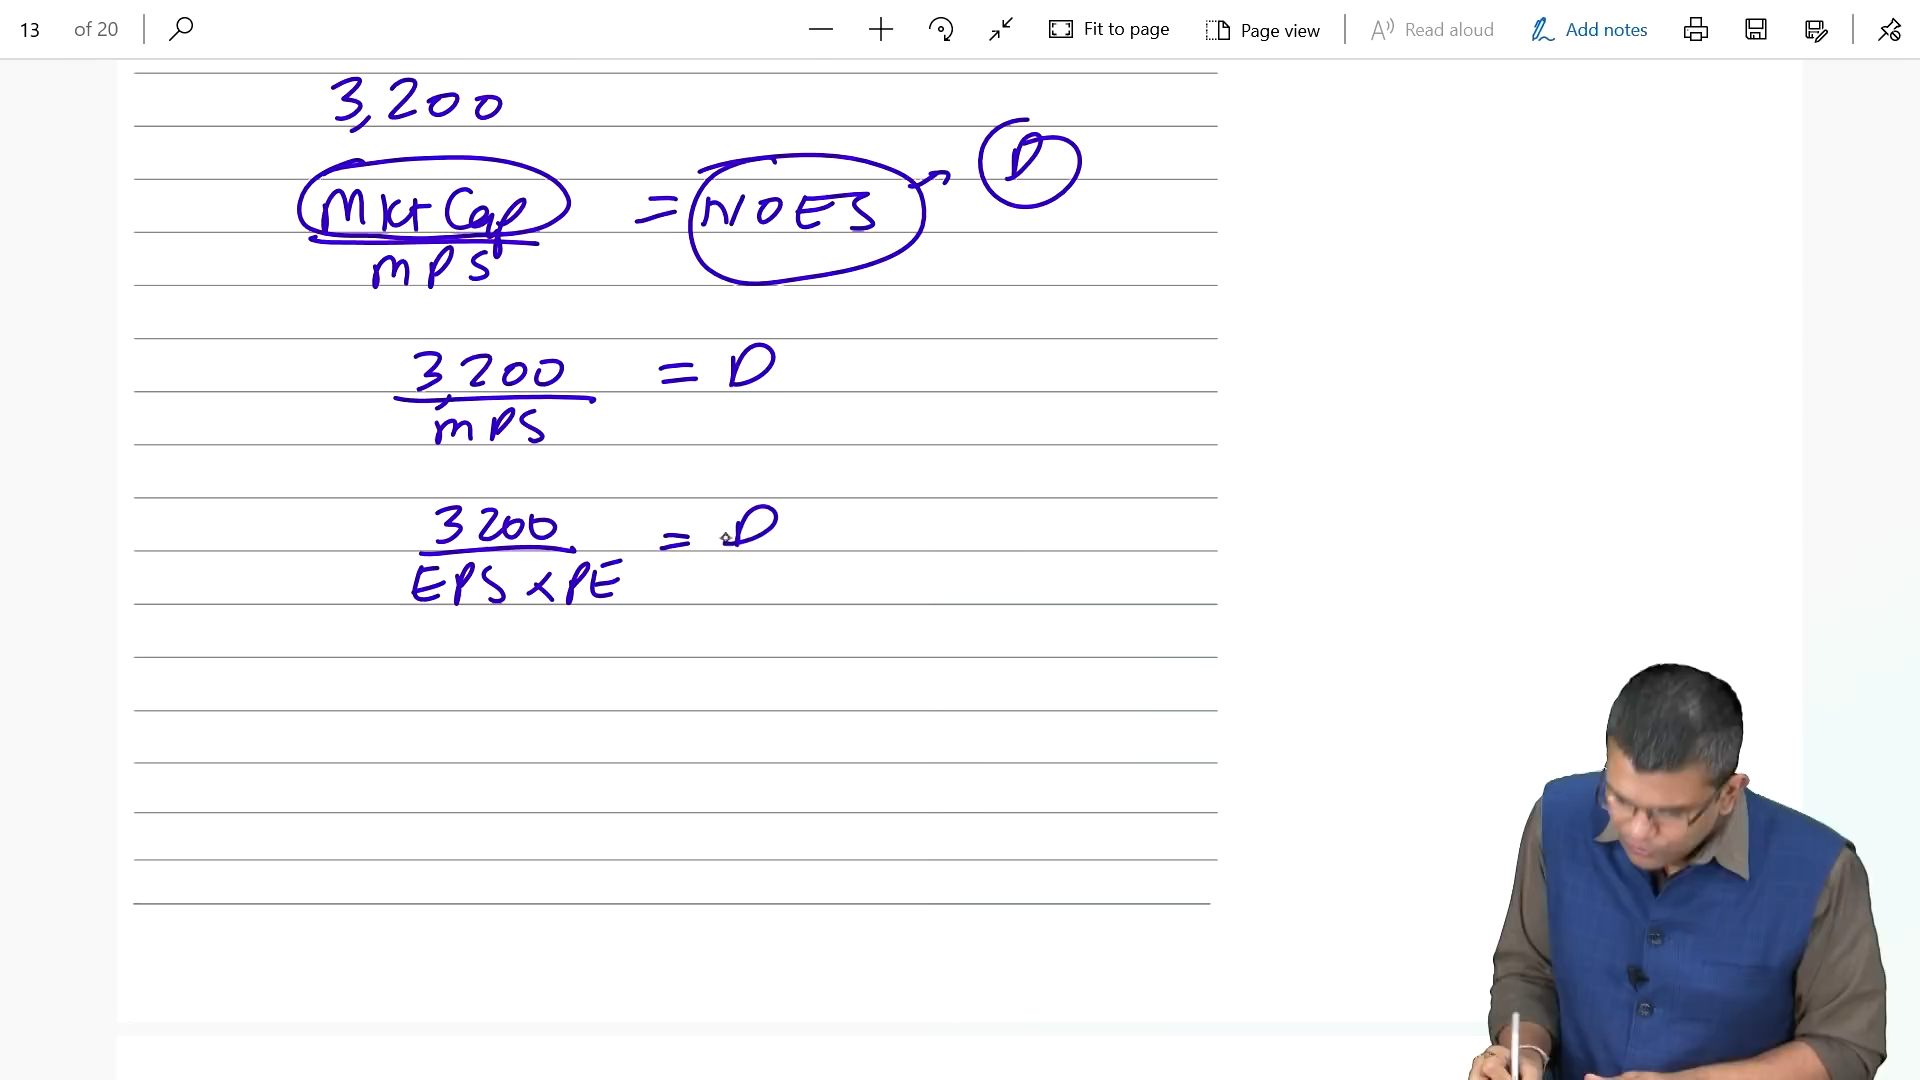 13 of 20 Fit to page Page view Read aloud Add notes
3,200
Mkt Cap = NOES → D
MPS
3200 = D
MPS
3200 = D
EPS x PE